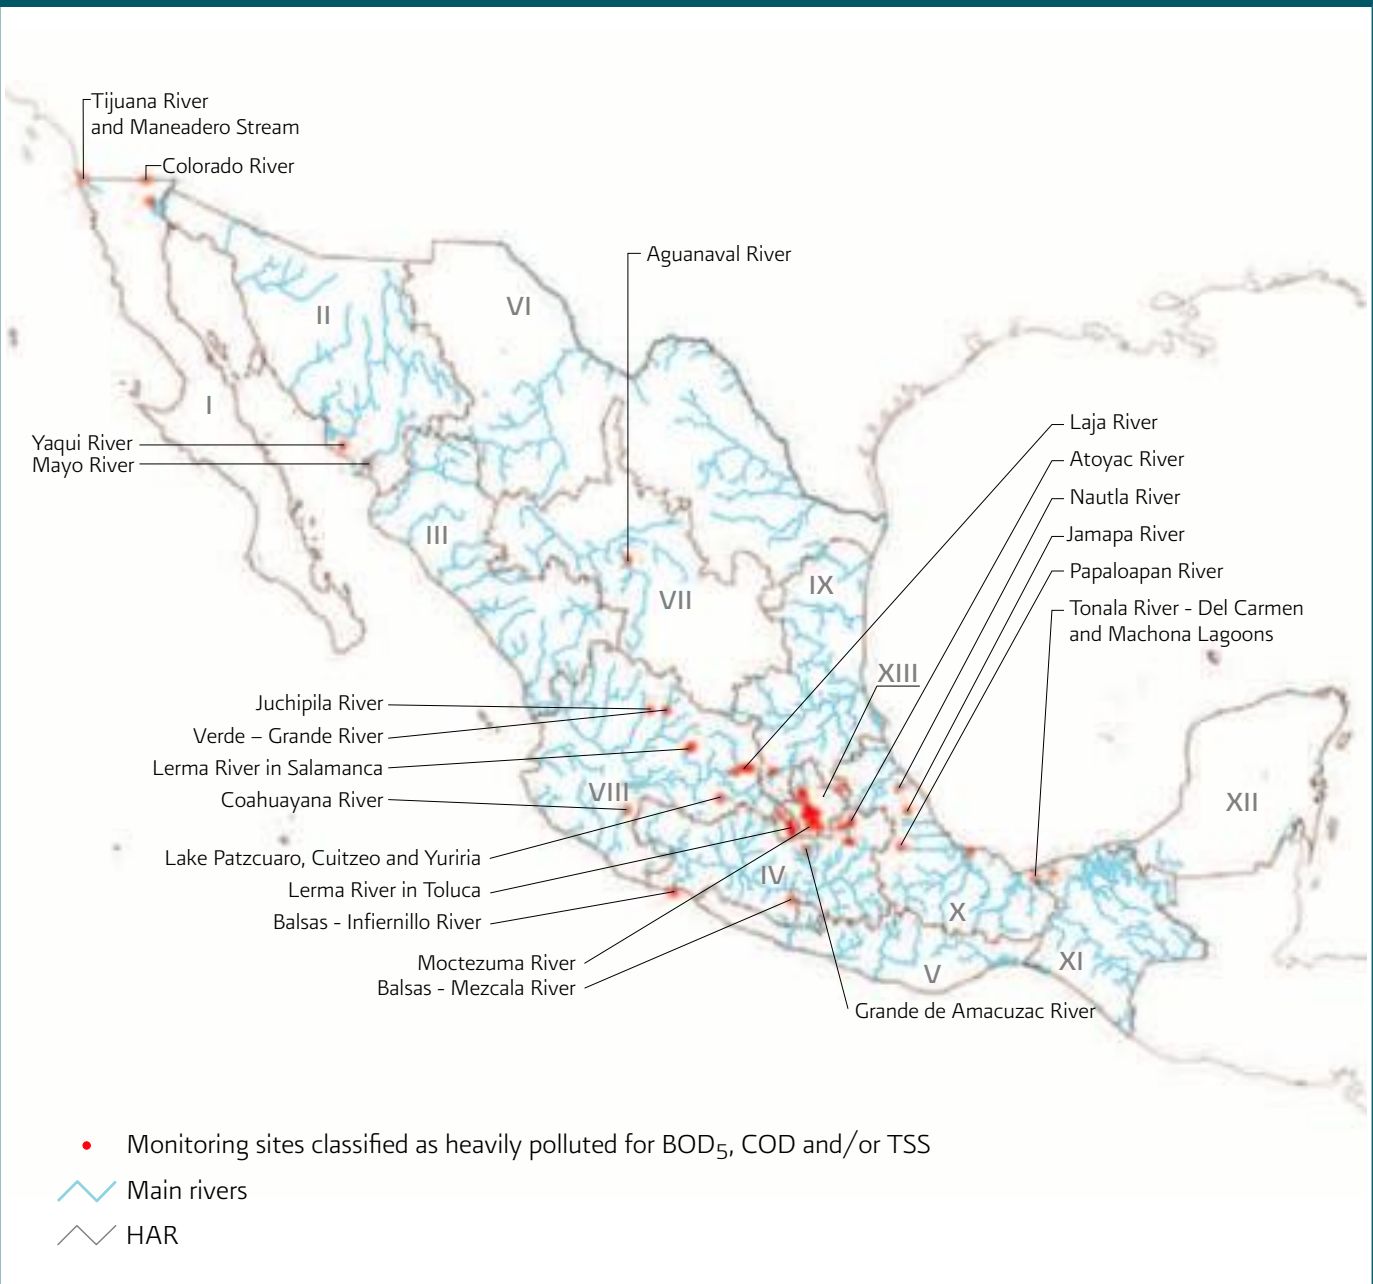 Tijuana River
and Maneadero Stream
Colorado River
Aguanaval River
VI
II
I
Laja River
Yaqui River
Mayo River
Atoyac River
Nautla River
III
Jamapa River
Papaloapan River
IX
VII
Tonala River - Del Carmen
and Machona Lagoons
XIII
Juchipila River
Verde – Grande River
Lerma River in Salamanca
Coahuayana River
VIII
XII
Lake Patzcuaro, Cuitzeo and Yuriria
IV
Lerma River in Toluca
Balsas - Infiernillo River
X
Moctezuma River
XI
V
Balsas - Mezcala River
Grande de Amacuzac River
Monitoring sites classified as heavily polluted for BOD5, COD and/or TSS
Main rivers
HAR